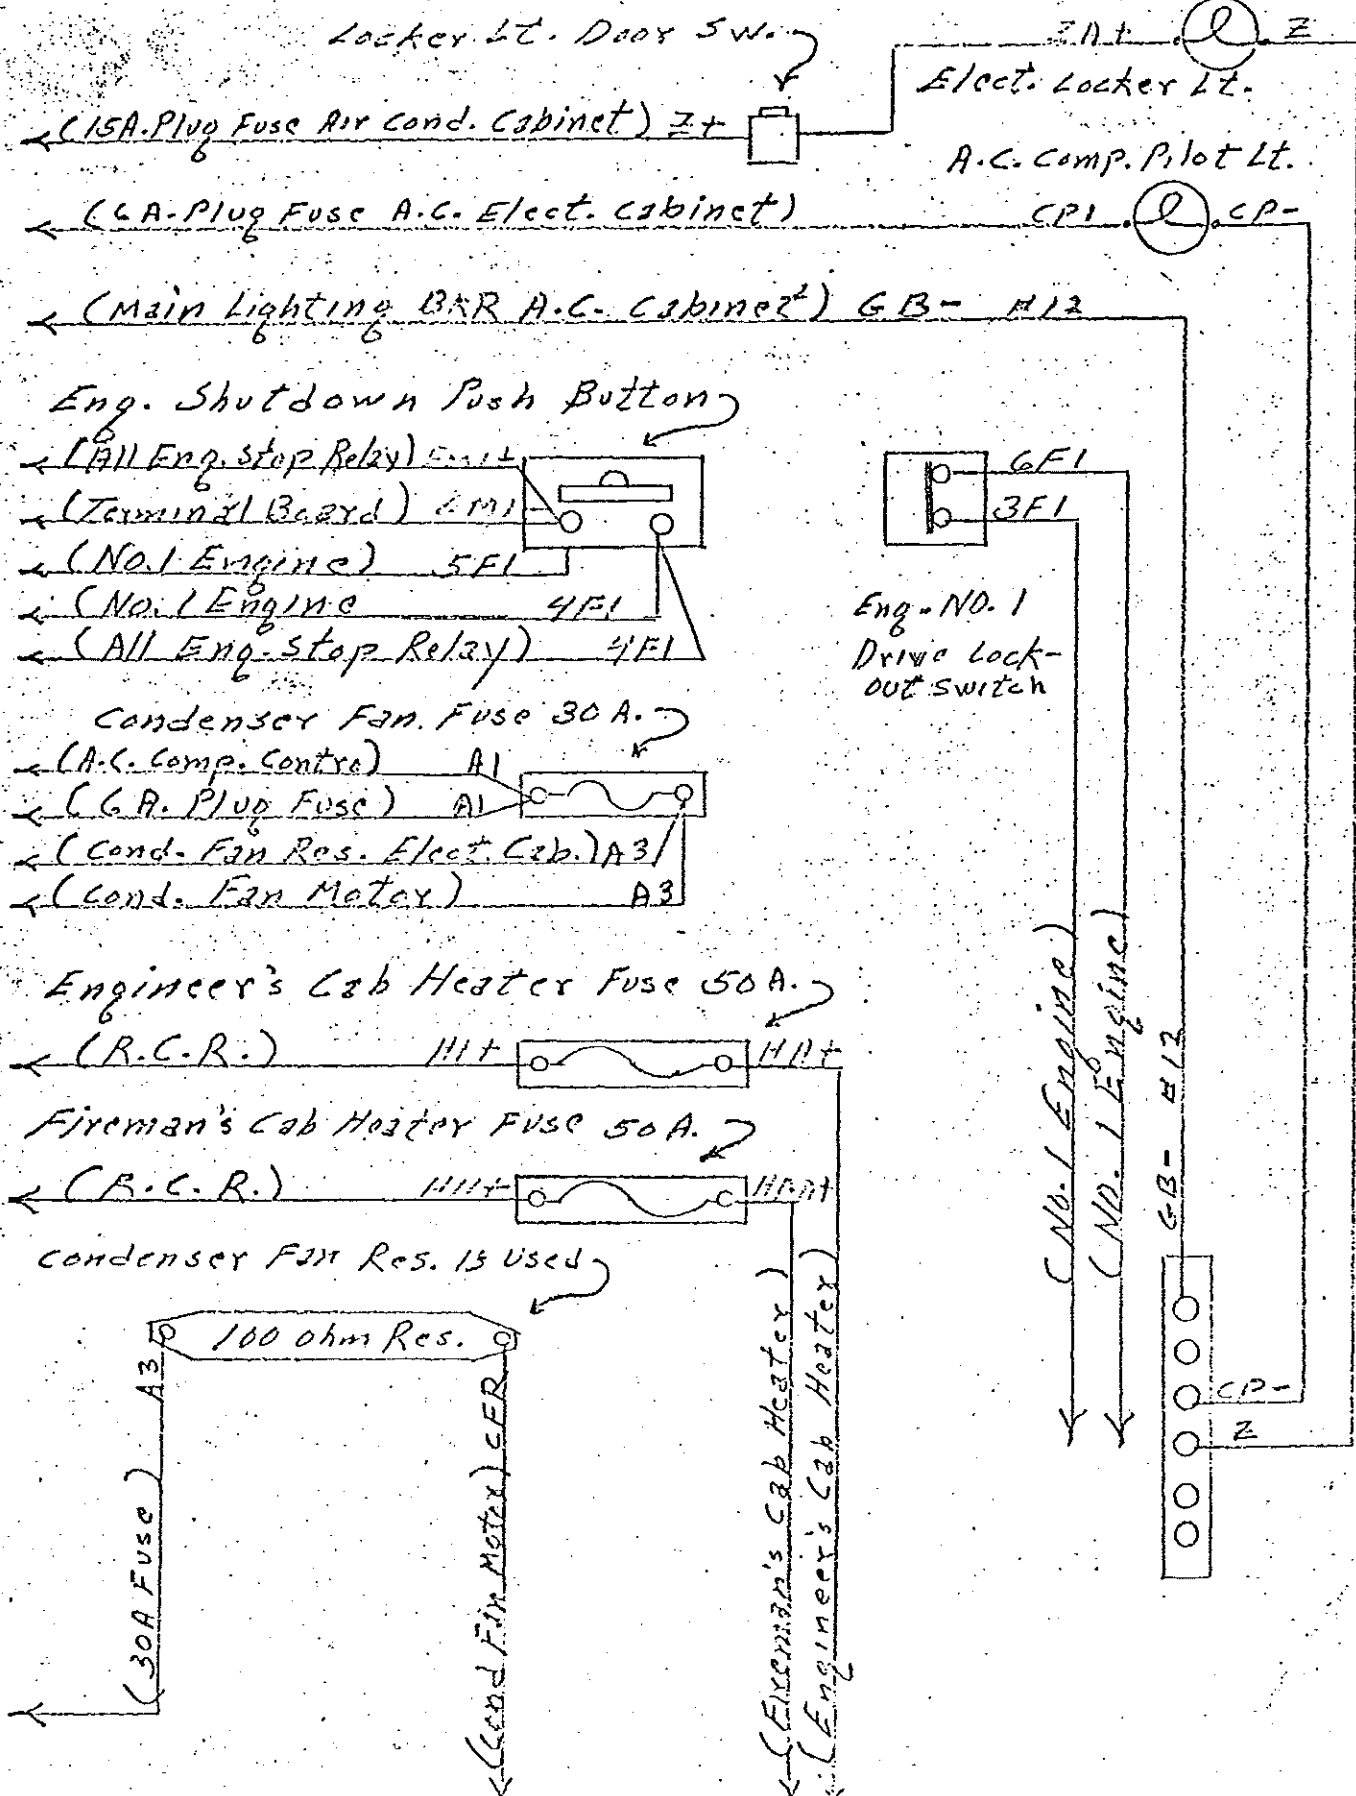 Locker Lt. Door Sw.
ZA+ Z
Elect. Locker Lt.
(15A. Plug Fuse Air Cond. Cabinet) Z+
A.C. Comp. Pilot Lt.
(6A-Plug Fuse A.C. Elect. Cabinet) CP1 CP-
(Main Lighting BKR A.C. Cabinet) GB- #12
Eng. Shutdown Push Button
(All Eng. Stop Relay)
(Terminal Board)
(No.1 Engine) 5F1
(No. 1 Engine 4F1
(All Eng. Stop Relay) 4F1
6F1
3F1
Eng. NO. 1
Drive Lock-
out Switch
Condenser Fan. Fuse 30 A.
(A.C. Comp. Contro) A1
(6 A. Plug Fuse) A1
(Cond. Fan Res. Elect. Cab.) A3
(Cond. Fan Motor) A3
Engineer's Cab Heater Fuse 50 A.
(R.C.R.) H1+ HA+
Fireman's Cab Heater Fuse 50 A.
(R.C.R.)
Condenser Fan Res. is Used
100 ohm Res.
(30A Fuse) A3
(Cond Fan Motor) CFR
(Fireman's Cab Heater)
(Engineer's Cab Heater)
(No. 1 Engine)
(NO. 1 Engine)
GB- #12
CP-
Z